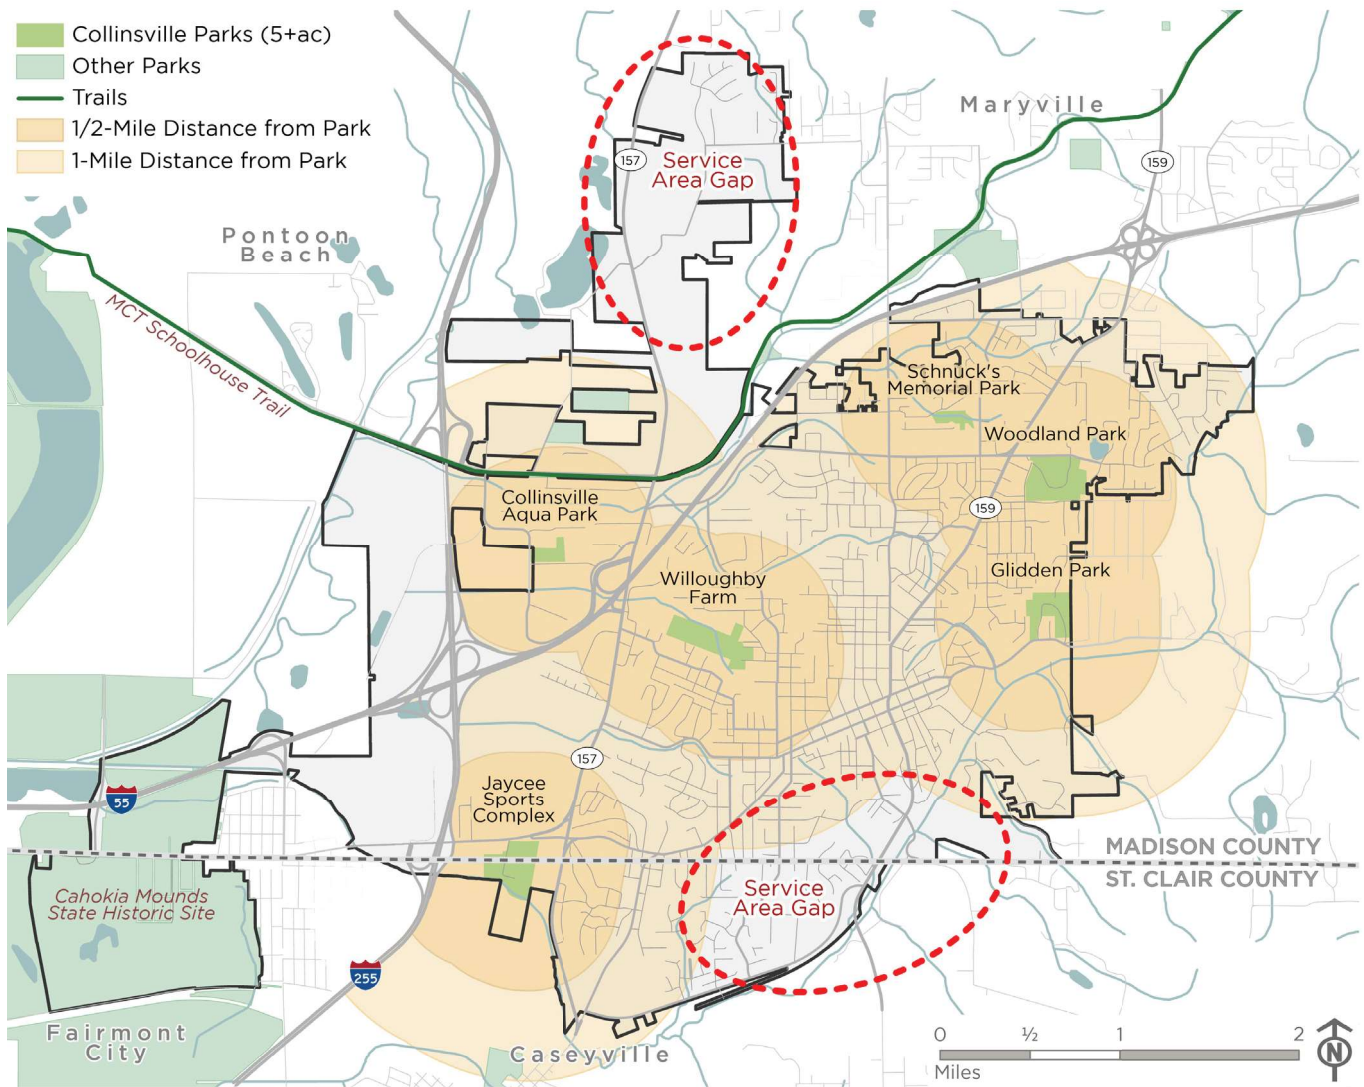 Collinsville Parks (5+ac)
Other Parks
Trails
1/2-Mile Distance from Park
1-Mile Distance from Park
Maryville
157
Service
Area Gap
159
Pontoon
Beach
MCT Schoolhouse Trail
Schnuck's
Memorial Park
Woodland Park
Collinsville
Aqua Park
159
Glidden Park
Willoughby
Farm
157
Jaycee
Sports
Complex
55
MADISON COUNTY
ST. CLAIR COUNTY
Cahokia Mounds
State Historic Site
Service
Area Gap
255
Fairmont
City
Caseyville
0 ½ 1 2
Miles
N